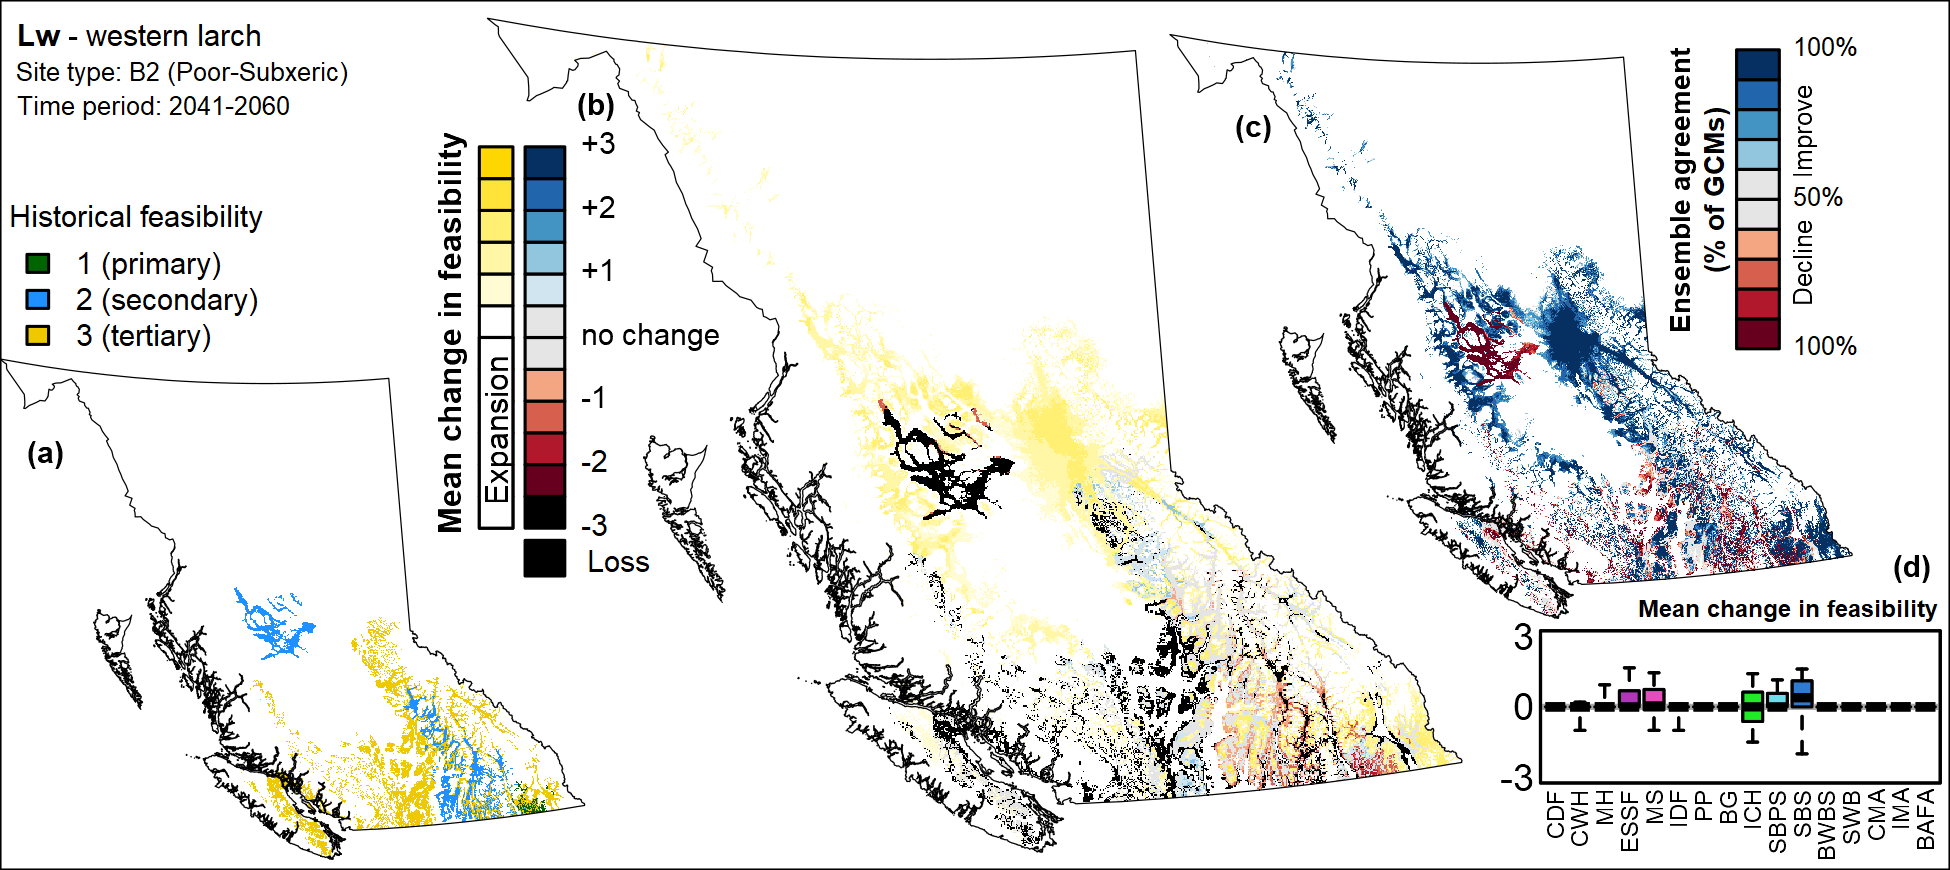 Lw - western larch
Site type: B2 (Poor-Subxeric)
Time period: 2041-2060
Historical feasibility
1 (primary)
2 (secondary)
3 (tertiary)
(a)
(b)
Mean change in feasibility
Expansion
+3
+2
+1
no change
-1
-2
-3
Loss
(c)
Ensemble agreement
(% of GCMs)
100%
Improve
50%
Decline
100%
(d)
Mean change in feasibility
3
0
-3
CDF
CWH
MH
ESSF
MS
IDF
PP
BG
ICH
SBPS
SBS
BWBS
SWB
CMA
IMA
BAFA